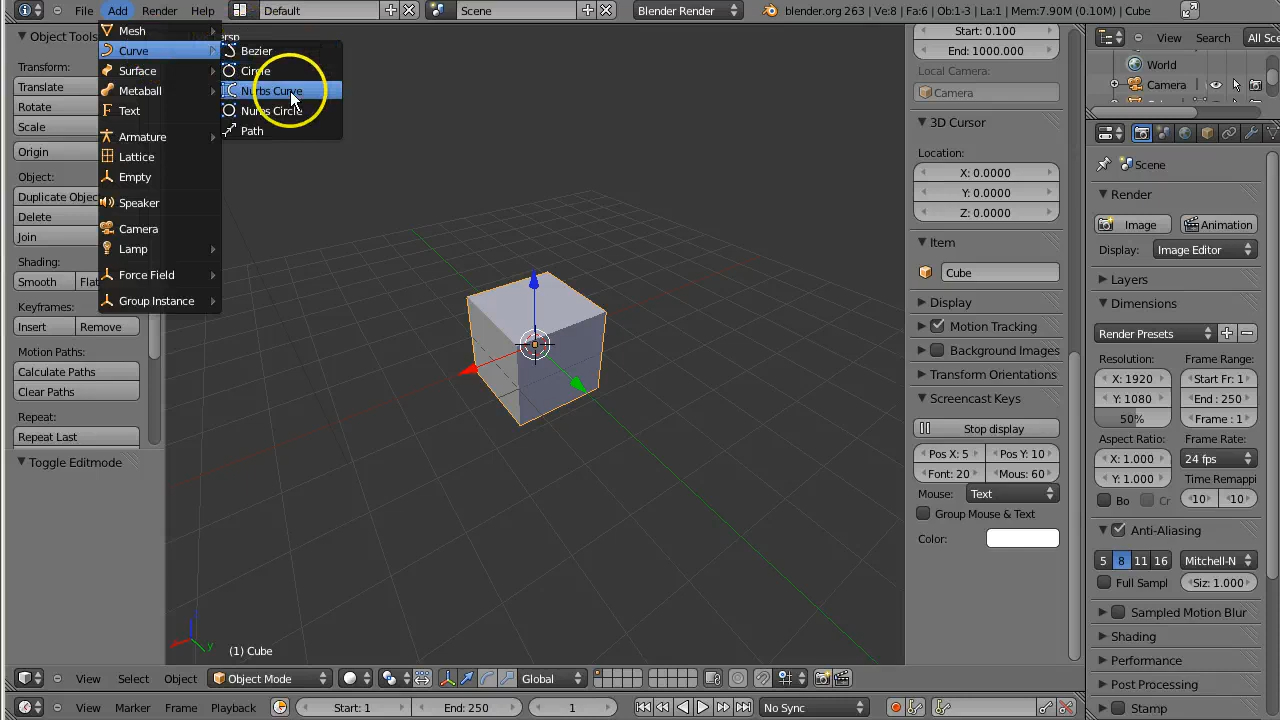 File Add Render Help Default Scene Blender Render blender.org 263 | Ve:8 | Fa:6 | Ob:1-3 | La:1 | Mem:7.90M (0.10M) | Cube
Object Tools
Transform:
Translate
Rotate
Scale
Origin
Object:
Duplicate Objec
Delete
Join
Shading:
Smooth Flat
Keyframes:
Insert Remove
Motion Paths:
Calculate Paths
Clear Paths
Repeat:
Repeat Last
Toggle Editmode
Mesh
Curve
Surface
Metaball
Text
Armature
Lattice
Empty
Speaker
Camera
Lamp
Force Field
Group Instance
Bezier
Circle
Nurbs Curve
Nurbs Circle
Path
(1) Cube
Start: 0.100
End: 1000.000
Local Camera:
Camera
3D Cursor
Location:
X: 0.0000
Y: 0.0000
Z: 0.0000
Item
Cube
Display
Motion Tracking
Background Images
Transform Orientations
Screencast Keys
Stop display
Pos X: 5 Pos Y: 10
Font: 20 Mous: 60
Mouse: Text
Group Mouse & Text
Color:
View Search All Sce
World
Camera
Scene
Render
Image Animation
Display: Image Editor
Layers
Dimensions
Render Presets
Resolution: Frame Range:
X: 1920 Start Fr: 1
Y: 1080 End : 250
50% Frame : 1
Aspect Ratio: Frame Rate:
X: 1.000 24 fps
Y: 1.000 Time Remappi
Bo Cr 10 10
Anti-Aliasing
5 8 11 16 Mitchell-N
Full Sampl Siz: 1.000
Sampled Motion Blur
Shading
Performance
Post Processing
Stamp
View Select Object Object Mode Global
View Marker Frame Playback Start: 1 End: 250 1 No Sync